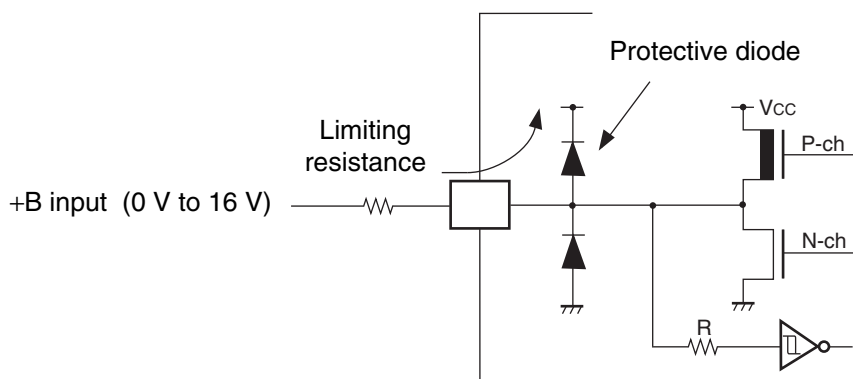 Protective diode
Limiting
resistance
VCC
P-ch
+B input (0 V to 16 V)
N-ch
R